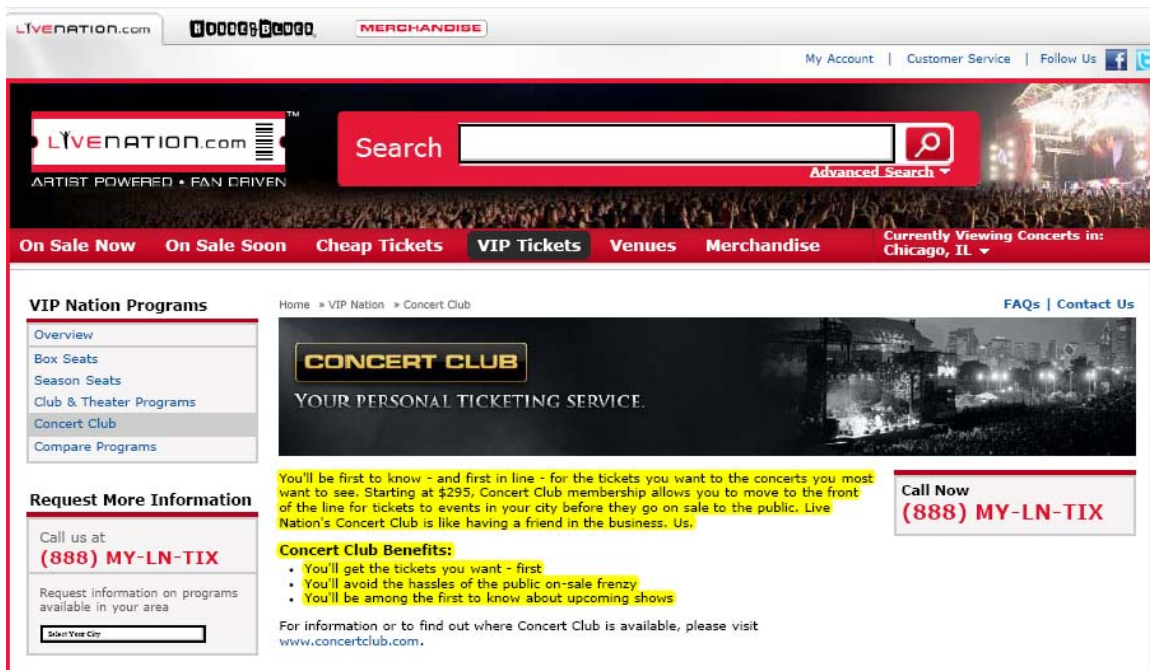 LIVENATION.com HOUSE OF BLUES MERCHANDISE
My Account | Customer Service | Follow Us
LIVENATION.com TM
ARTIST POWERED • FAN DRIVEN
Search
Advanced Search
On Sale Now On Sale Soon Cheap Tickets VIP Tickets Venues Merchandise
Currently Viewing Concerts in:
Chicago, IL
VIP Nation Programs
Overview
Box Seats
Season Seats
Club & Theater Programs
Concert Club
Compare Programs
Request More Information
Call us at
(888) MY-LN-TIX
Request information on programs
available in your area
Select Your City
Home » VIP Nation » Concert Club
FAQs | Contact Us
CONCERT CLUB
YOUR PERSONAL TICKETING SERVICE.
You'll be first to know - and first in line - for the tickets you want to the concerts you most
want to see. Starting at $295, Concert Club membership allows you to move to the front
of the line for tickets to events in your city before they go on sale to the public. Live
Nation's Concert Club is like having a friend in the business. Us.
Concert Club Benefits:
• You'll get the tickets you want - first
• You'll avoid the hassles of the public on-sale frenzy
• You'll be among the first to know about upcoming shows
For information or to find out where Concert Club is available, please visit
www.concertclub.com.
Call Now
(888) MY-LN-TIX